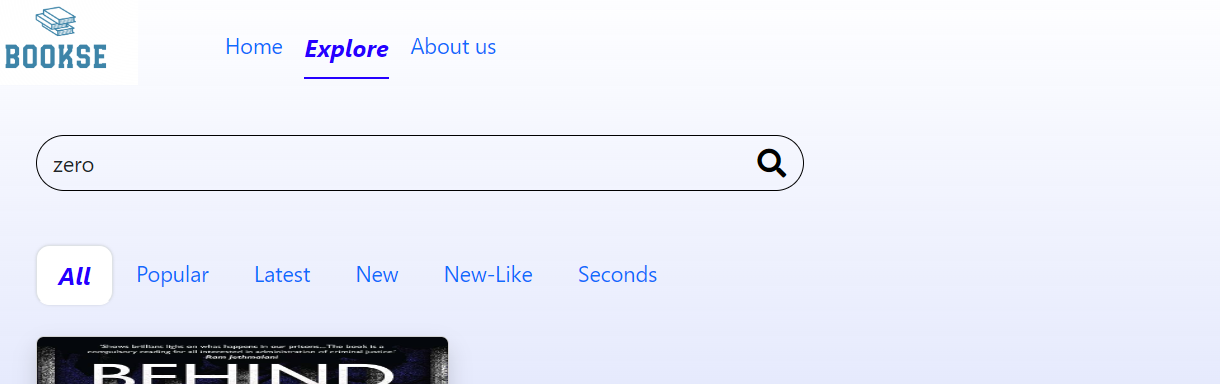 BOOKSE
Home Explore About us
zero
All Popular Latest New New-Like Seconds
"Shows brilliant light on what happens in our prisons...The book is a
compulsory reading for all interested in administration of criminal justice."
Ram Jethmalani
BEHIND